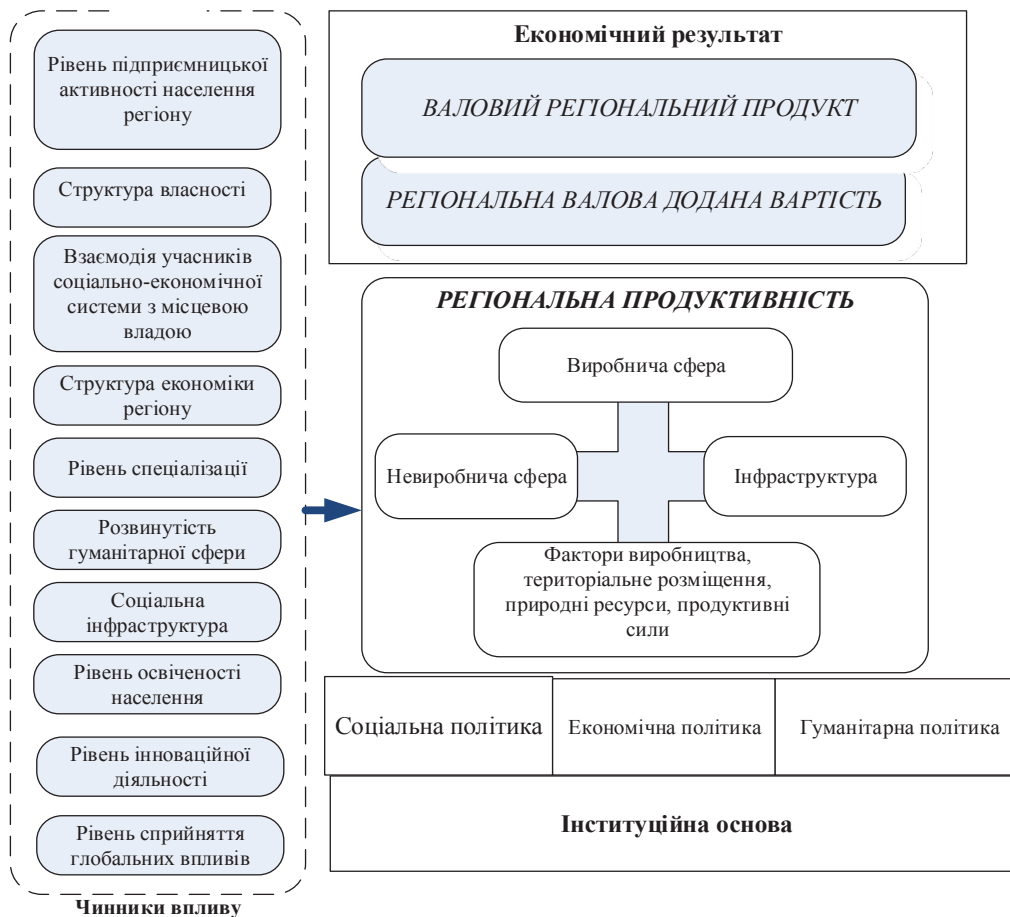 Рівень підприємницької
активності населення
регіону
Структура власності
Взаємодія учасників
соціально-економічної
системи з місцевою
владою
Структура економіки
регіону
Рівень спеціалізації
Розвинутість
гуманітарної сфери
Соціальна
інфраструктура
Рівень освіченості
населення
Рівень інноваційної
діяльності
Рівень сприйняття
глобальних впливів
Чинники впливу
Економічний результат
ВАЛОВИЙ РЕГІОНАЛЬНИЙ ПРОДУКТ
РЕГІОНАЛЬНА ВАЛОВА ДОДАНА ВАРТІСТЬ
РЕГІОНАЛЬНА ПРОДУКТИВНІСТЬ
Виробнича сфера
Невиробнича сфера
Інфраструктура
Фактори виробництва,
територіальне розміщення,
природні ресурси, продуктивні
сили
Соціальна політика
Економічна політика
Гуманітарна політика
Інституційна основа